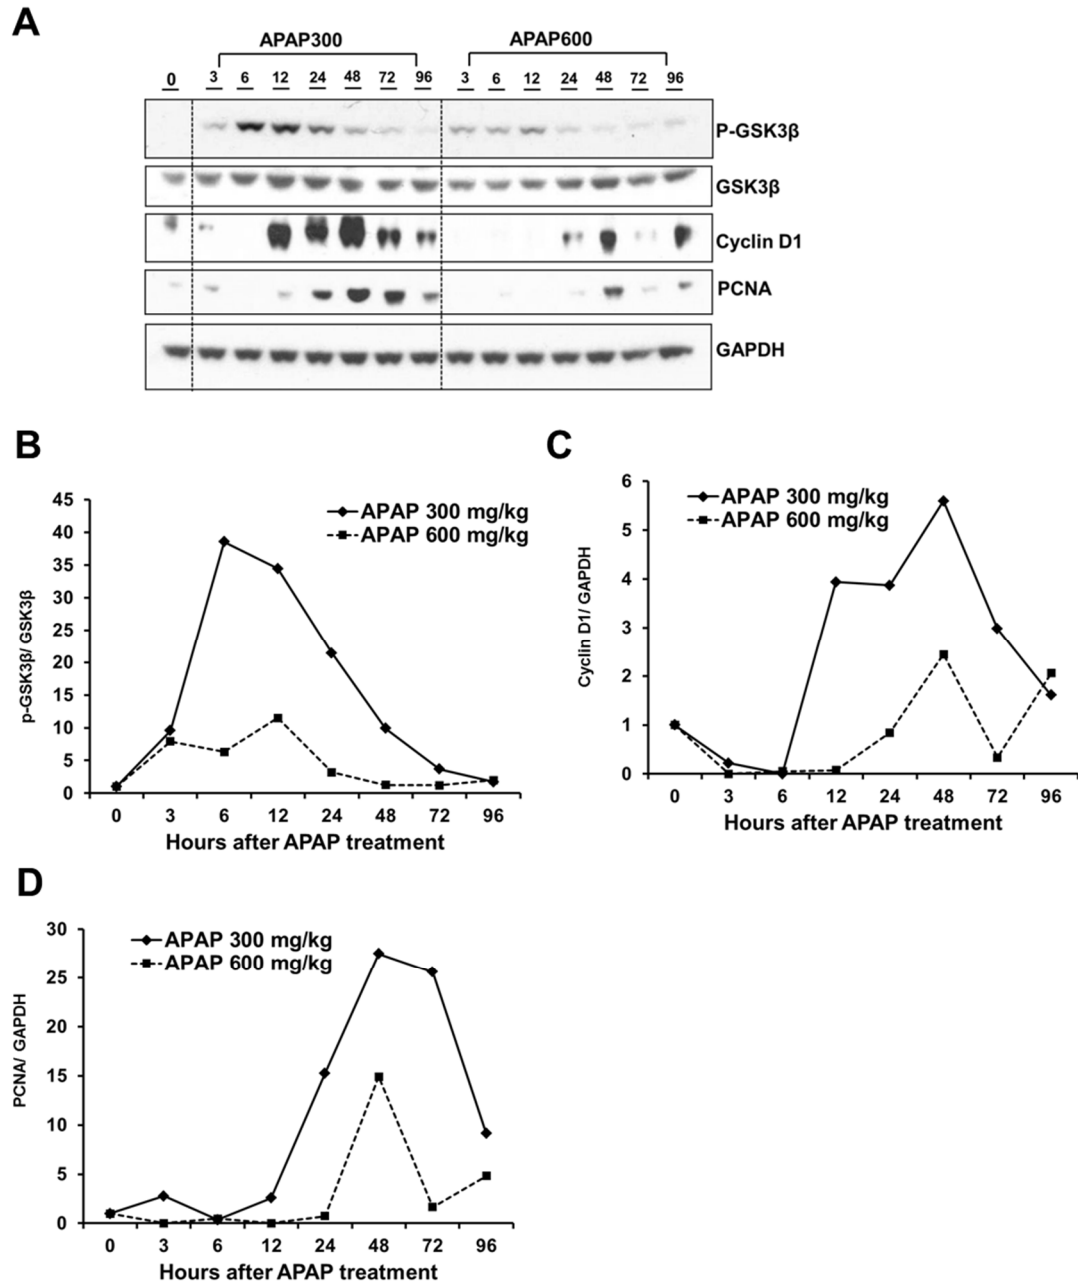 A
APAP300 APAP600
0 3 6 12 24 48 72 96 3 6 12 24 48 72 96
P-GSK3β
GSK3β
Cyclin D1
PCNA
GAPDH
B
p-GSK3β/ GSK3β
45
40
35
30
25
20
15
10
5
0
APAP 300 mg/kg
APAP 600 mg/kg
0 3 6 12 24 48 72 96
Hours after APAP treatment
C
Cyclin D1/ GAPDH
6
5
4
3
2
1
0
APAP 300 mg/kg
APAP 600 mg/kg
0 3 6 12 24 48 72 96
Hours after APAP treatment
D
PCNA/ GAPDH
30
25
20
15
10
5
0
APAP 300 mg/kg
APAP 600 mg/kg
0 3 6 12 24 48 72 96
Hours after APAP treatment